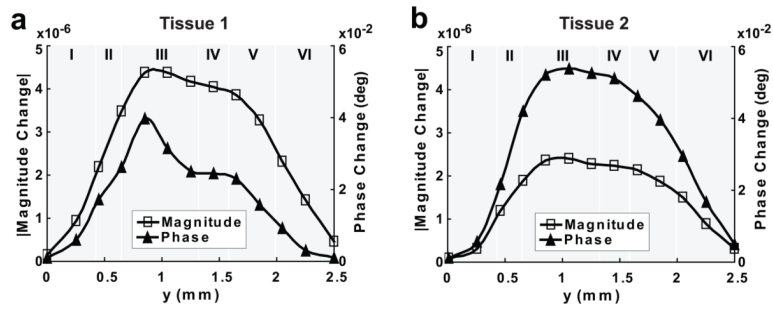 a
Tissue 1
x10⁻⁶
x10⁻²
I II III IV V VI
5
4
3
2
1
0
|Magnitude Change|
6
4
2
0
Phase Change (deg)
Magnitude
Phase
0 0.5 1 1.5 2 2.5
y (mm)
b
Tissue 2
x10⁻⁶
x10⁻²
I II III IV V VI
5
4
3
2
1
0
|Magnitude Change|
6
4
2
0
Phase Change (deg)
Magnitude
Phase
0 0.5 1 1.5 2 2.5
y (mm)